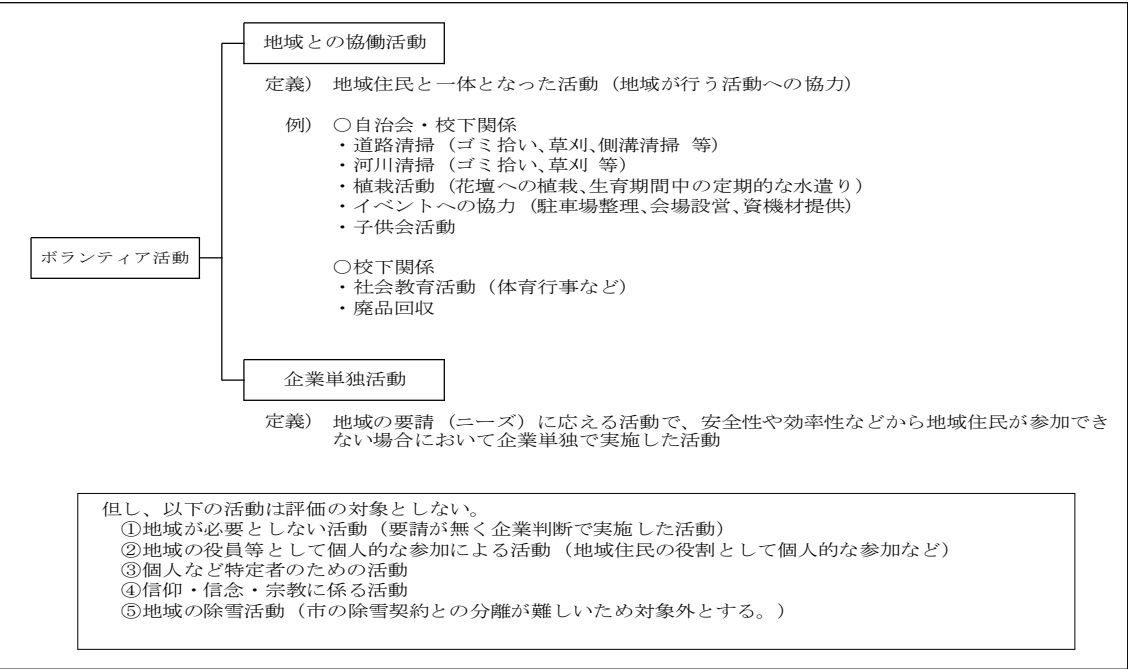 地域との協働活動
定義） 地域住民と一体となった活動（地域が行う活動への協力）
例） ○自治会・校下関係
・道路清掃（ゴミ拾い、草刈、側溝清掃 等）
・河川清掃（ゴミ拾い、草刈 等）
・植栽活動（花壇への植栽、生育期間中の定期的な水遣り）
・イベントへの協力（駐車場整理、会場設営、資機材提供）
・子供会活動
ボランティア活動
○校下関係
・社会教育活動（体育行事など）
・廃品回収
企業単独活動
定義） 地域の要請（ニーズ）に応える活動で、安全性や効率性などから地域住民が参加でき
ない場合において企業単独で実施した活動
但し、以下の活動は評価の対象としない。
①地域が必要としない活動（要請が無く企業判断で実施した活動）
②地域の役員等として個人的な参加による活動（地域住民の役割として個人的な参加など）
③個人など特定者のための活動
④信仰・信念・宗教に係る活動
⑤地域の除雪活動（市の除雪契約との分離が難しいため対象外とする。）